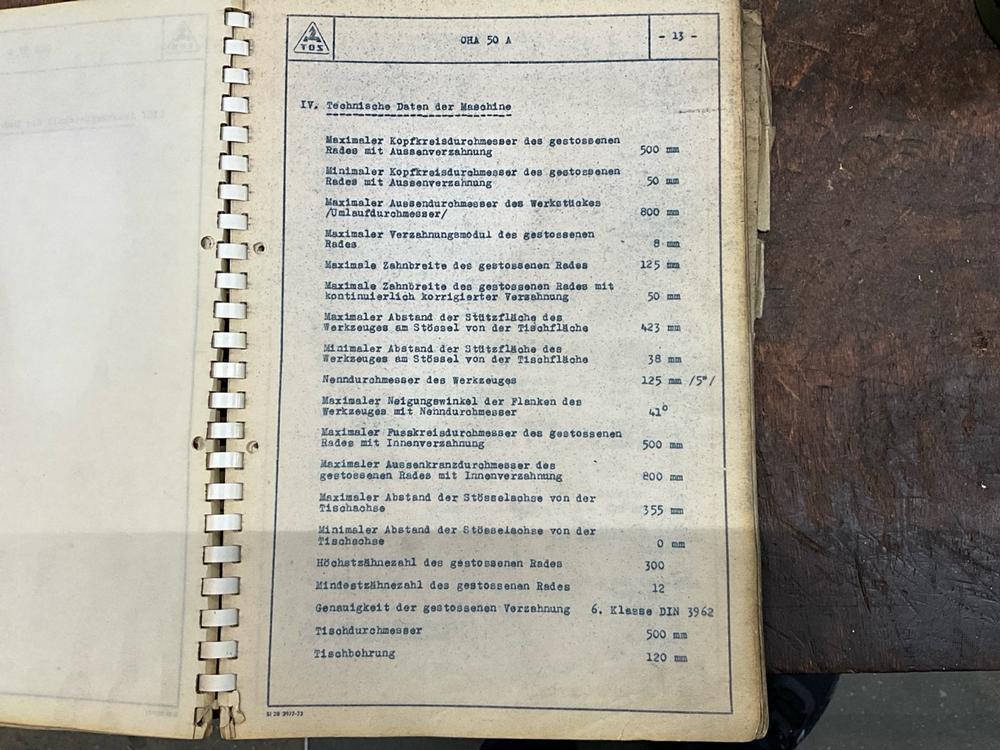 TOS
OHA 50 A
- 13 -
IV. Technische Daten der Maschine
Maximaler Kopfkreisdurchmesser des gestossenen
Rades mit Aussenverzahnung 500 mm
Minimaler Kopfkreisdurchmesser des gestossenen
Rades mit Aussenverzahnung 50 mm
Maximaler Aussendurchmesser des Werkstückes
/Umlaufdurchmesser/ 800 mm
Maximaler Verzahnungsmodul des gestossenen
Rades 8 mm
Maximale Zahnbreite des gestossenen Rades 125 mm
Maximale Zahnbreite des gestossenen Rades mit
kontinuierlich korrigierter Verzahnung 50 mm
Maximaler Abstand der Stützfläche des
Werkzeuges am Stössel von der Tischfläche 423 mm
Minimaler Abstand der Stützfläche des
Werkzeuges am Stössel von der Tischfläche 38 mm
Nenndurchmesser des Werkzeuges 125 mm /5"/
Maximaler Neigungswinkel der Flanken des
Werkzeuges mit Nenndurchmesser 41°
Maximaler Fusskreisdurchmesser des gestossenen
Rades mit Innenverzahnung 500 mm
Maximaler Aussenkranzdurchmesser des
gestossenen Rades mit Innenverzahnung 800 mm
Maximaler Abstand der Stösselachse von der
Tischachse 355 mm
Minimaler Abstand der Stösselachse von der
Tischachse 0 mm
Höchstzähnezahl des gestossenen Rades 300
Mindestzähnezahl des gestossenen Rades 12
Genauigkeit der gestossenen Verzahnung 6. Klasse DIN 3962
Tischdurchmesser 500 mm
Tischbohrung 120 mm